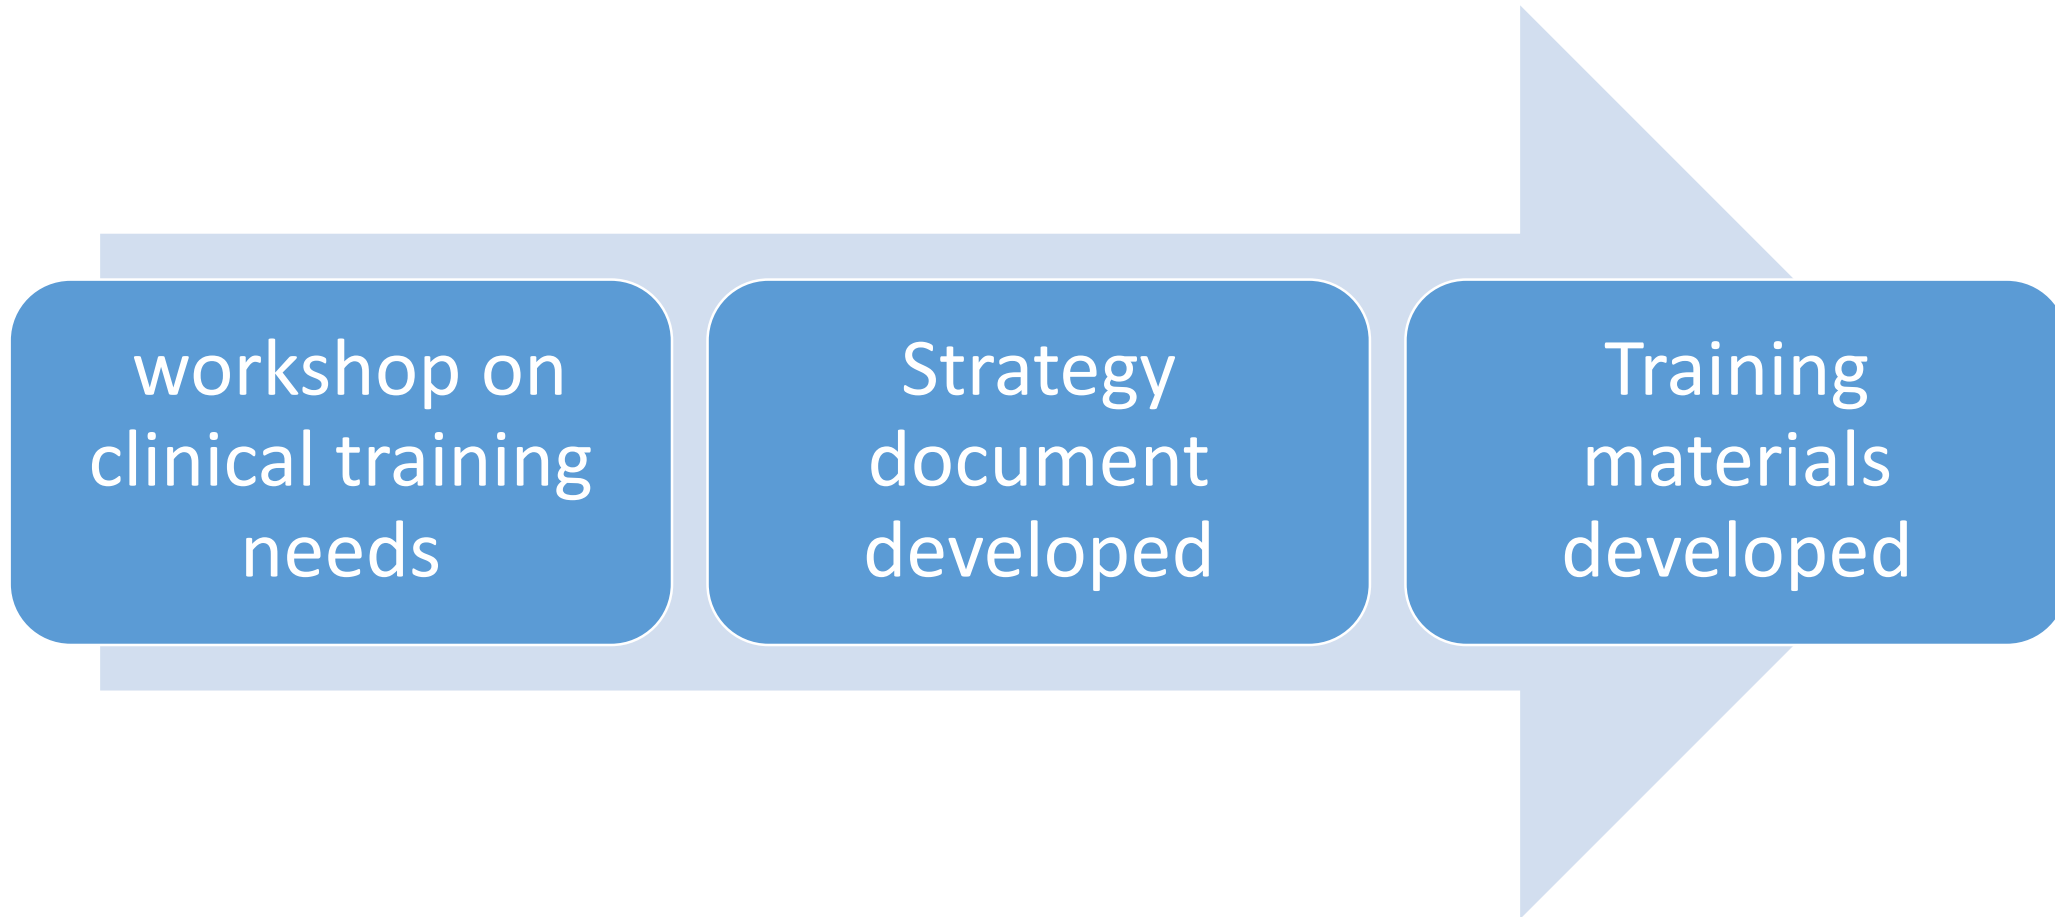 workshop on
clinical training
needs
Strategy
document
developed
Training
materials
developed